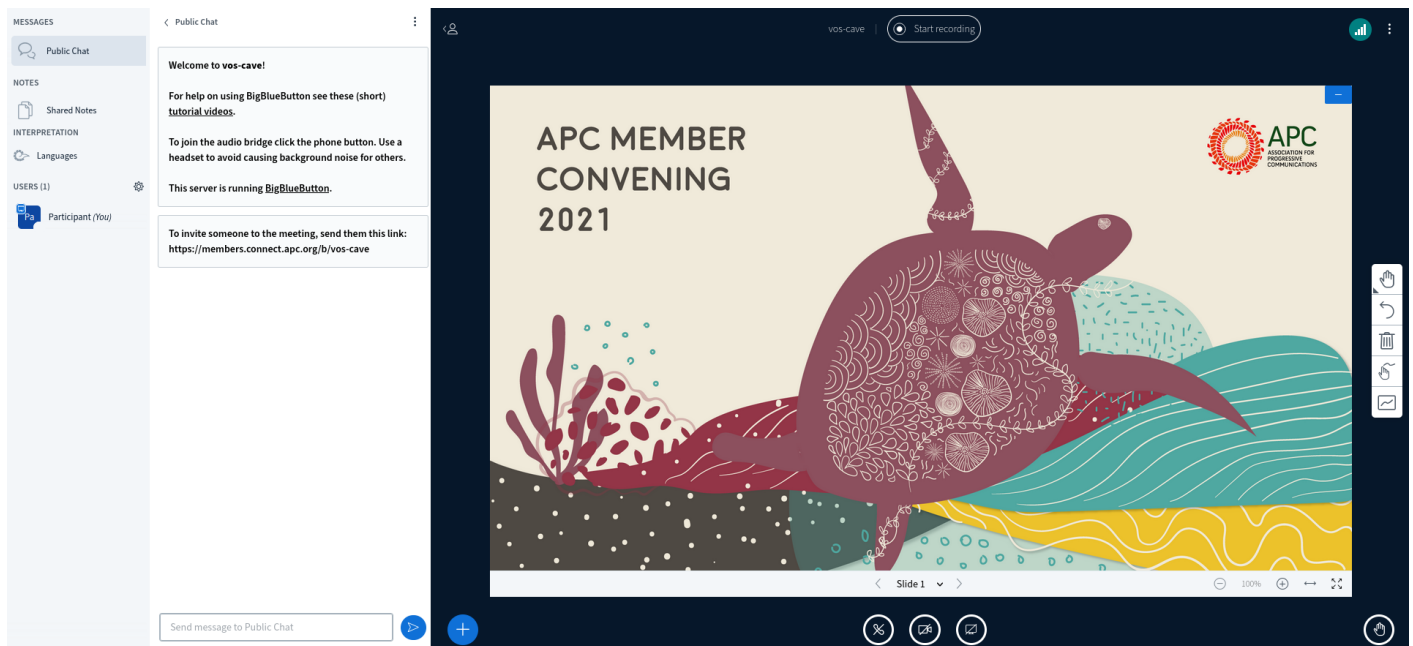 MESSAGES
Public Chat
NOTES
Shared Notes
INTERPRETATION
Languages
USERS (1)
Pa
Participant (You)
Public Chat
Welcome to vos-cave!
For help on using BigBlueButton see these (short)
tutorial videos.
To join the audio bridge click the phone button. Use a
headset to avoid causing background noise for others.
This server is running BigBlueButton.
To invite someone to the meeting, send them this link:
https://members.connect.apc.org/b/vos-cave
Send message to Public Chat
vos-cave
Start recording
APC MEMBER
CONVENING
2021
APC
ASSOCIATION FOR
PROGRESSIVE
COMMUNICATIONS
Slide 1
100%